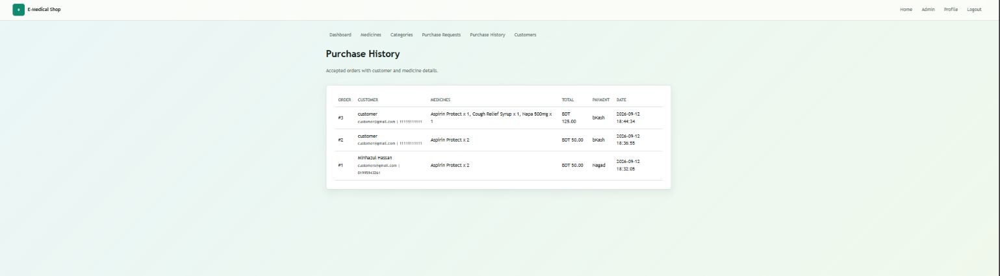 E-Medical Shop
Home Admin Profile Logout
Dashboard Medicines Categories Purchase Requests Purchase History Customers
Purchase History
Accepted orders with customer and medicine details.
ORDER CUSTOMER MEDICINES TOTAL PAYMENT DATE
#3
customer
customer@gmail.com | 11111111111
Aspirin Protect x 1, Cough Relief Syrup x 1, Napa 500mg x
1
BDT
125.00
bKash
2026-09-12
18:44:34
#2
customer
customer@gmail.com | 11111111111
Aspirin Protect x 2
BDT 50.00
bKash
2026-09-12
18:36:55
#1
Minhazul Hassan
customers@gmail.com |
01995943261
Aspirin Protect x 2
BDT 50.00
Nagad
2026-09-12
18:32:05